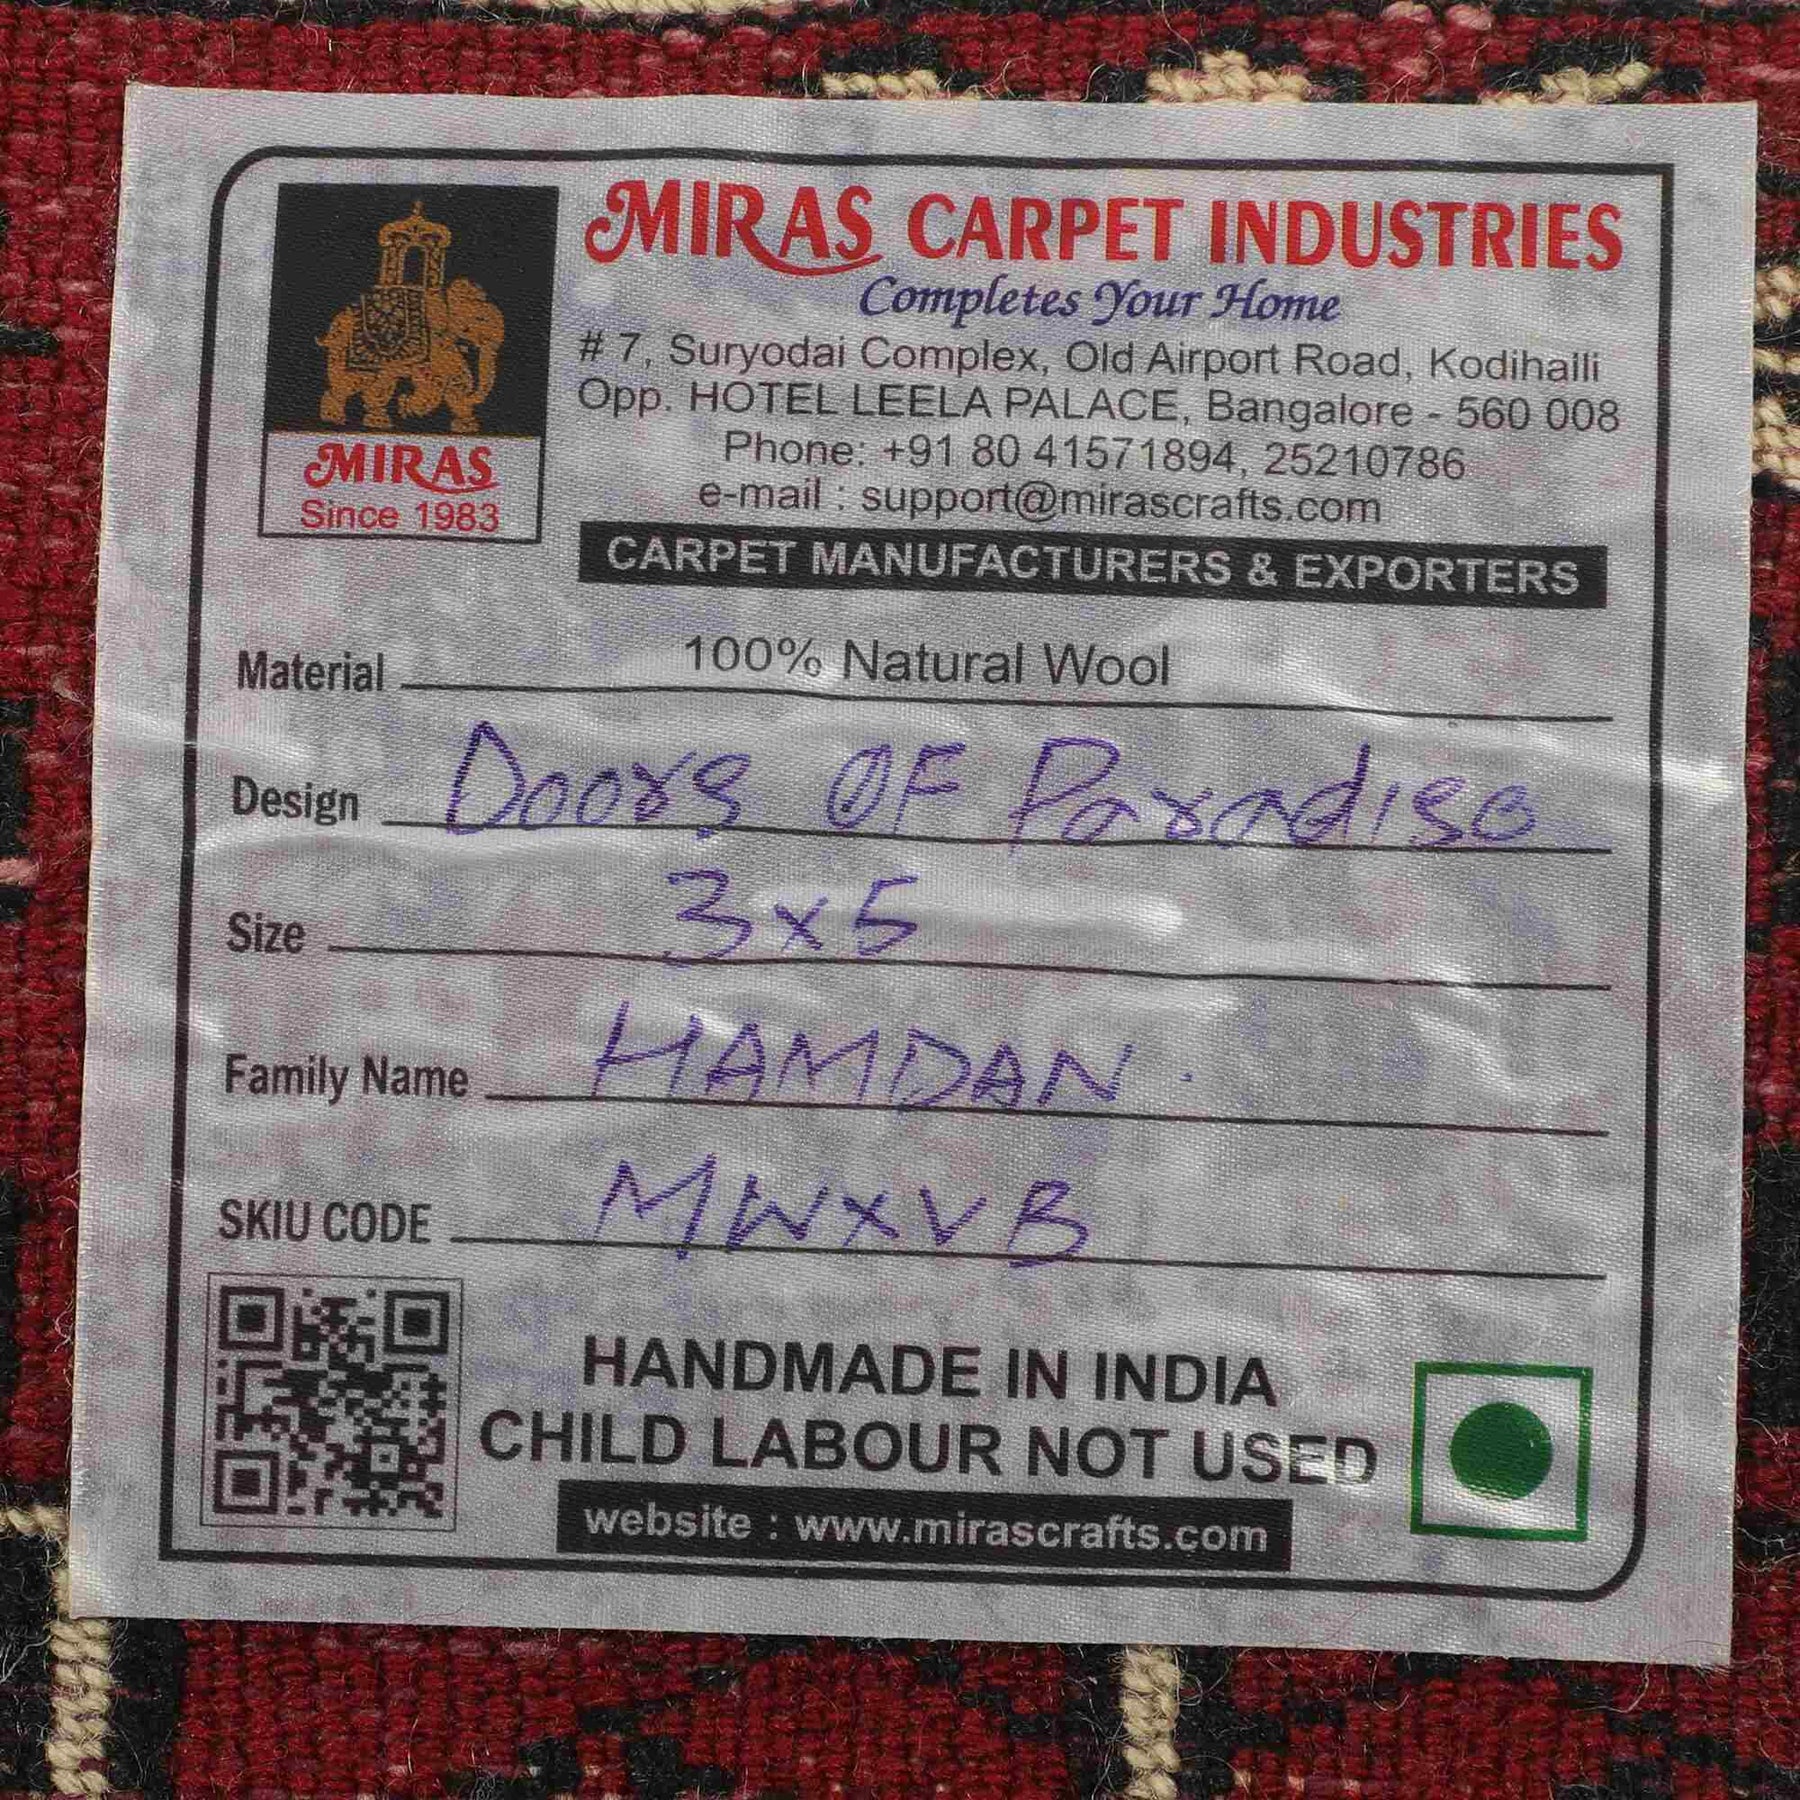 MIRAS CARPET INDUSTRIES
Completes Your Home
# 7, Suryodai Complex, Old Airport Road, Kodihalli
Opp. HOTEL LEELA PALACE, Bangalore - 560 008
Phone: +91 80 41571894, 25210786
e-mail : support@mirascrafts.com
MIRAS
Since 1983
CARPET MANUFACTURERS & EXPORTERS
Material 100% Natural Wool
Design Doors OF Paradise
Size 3x5
Family Name HAMDAN.
SKIU CODE MWXVB
HANDMADE IN INDIA
CHILD LABOUR NOT USED
website : www.mirascrafts.com